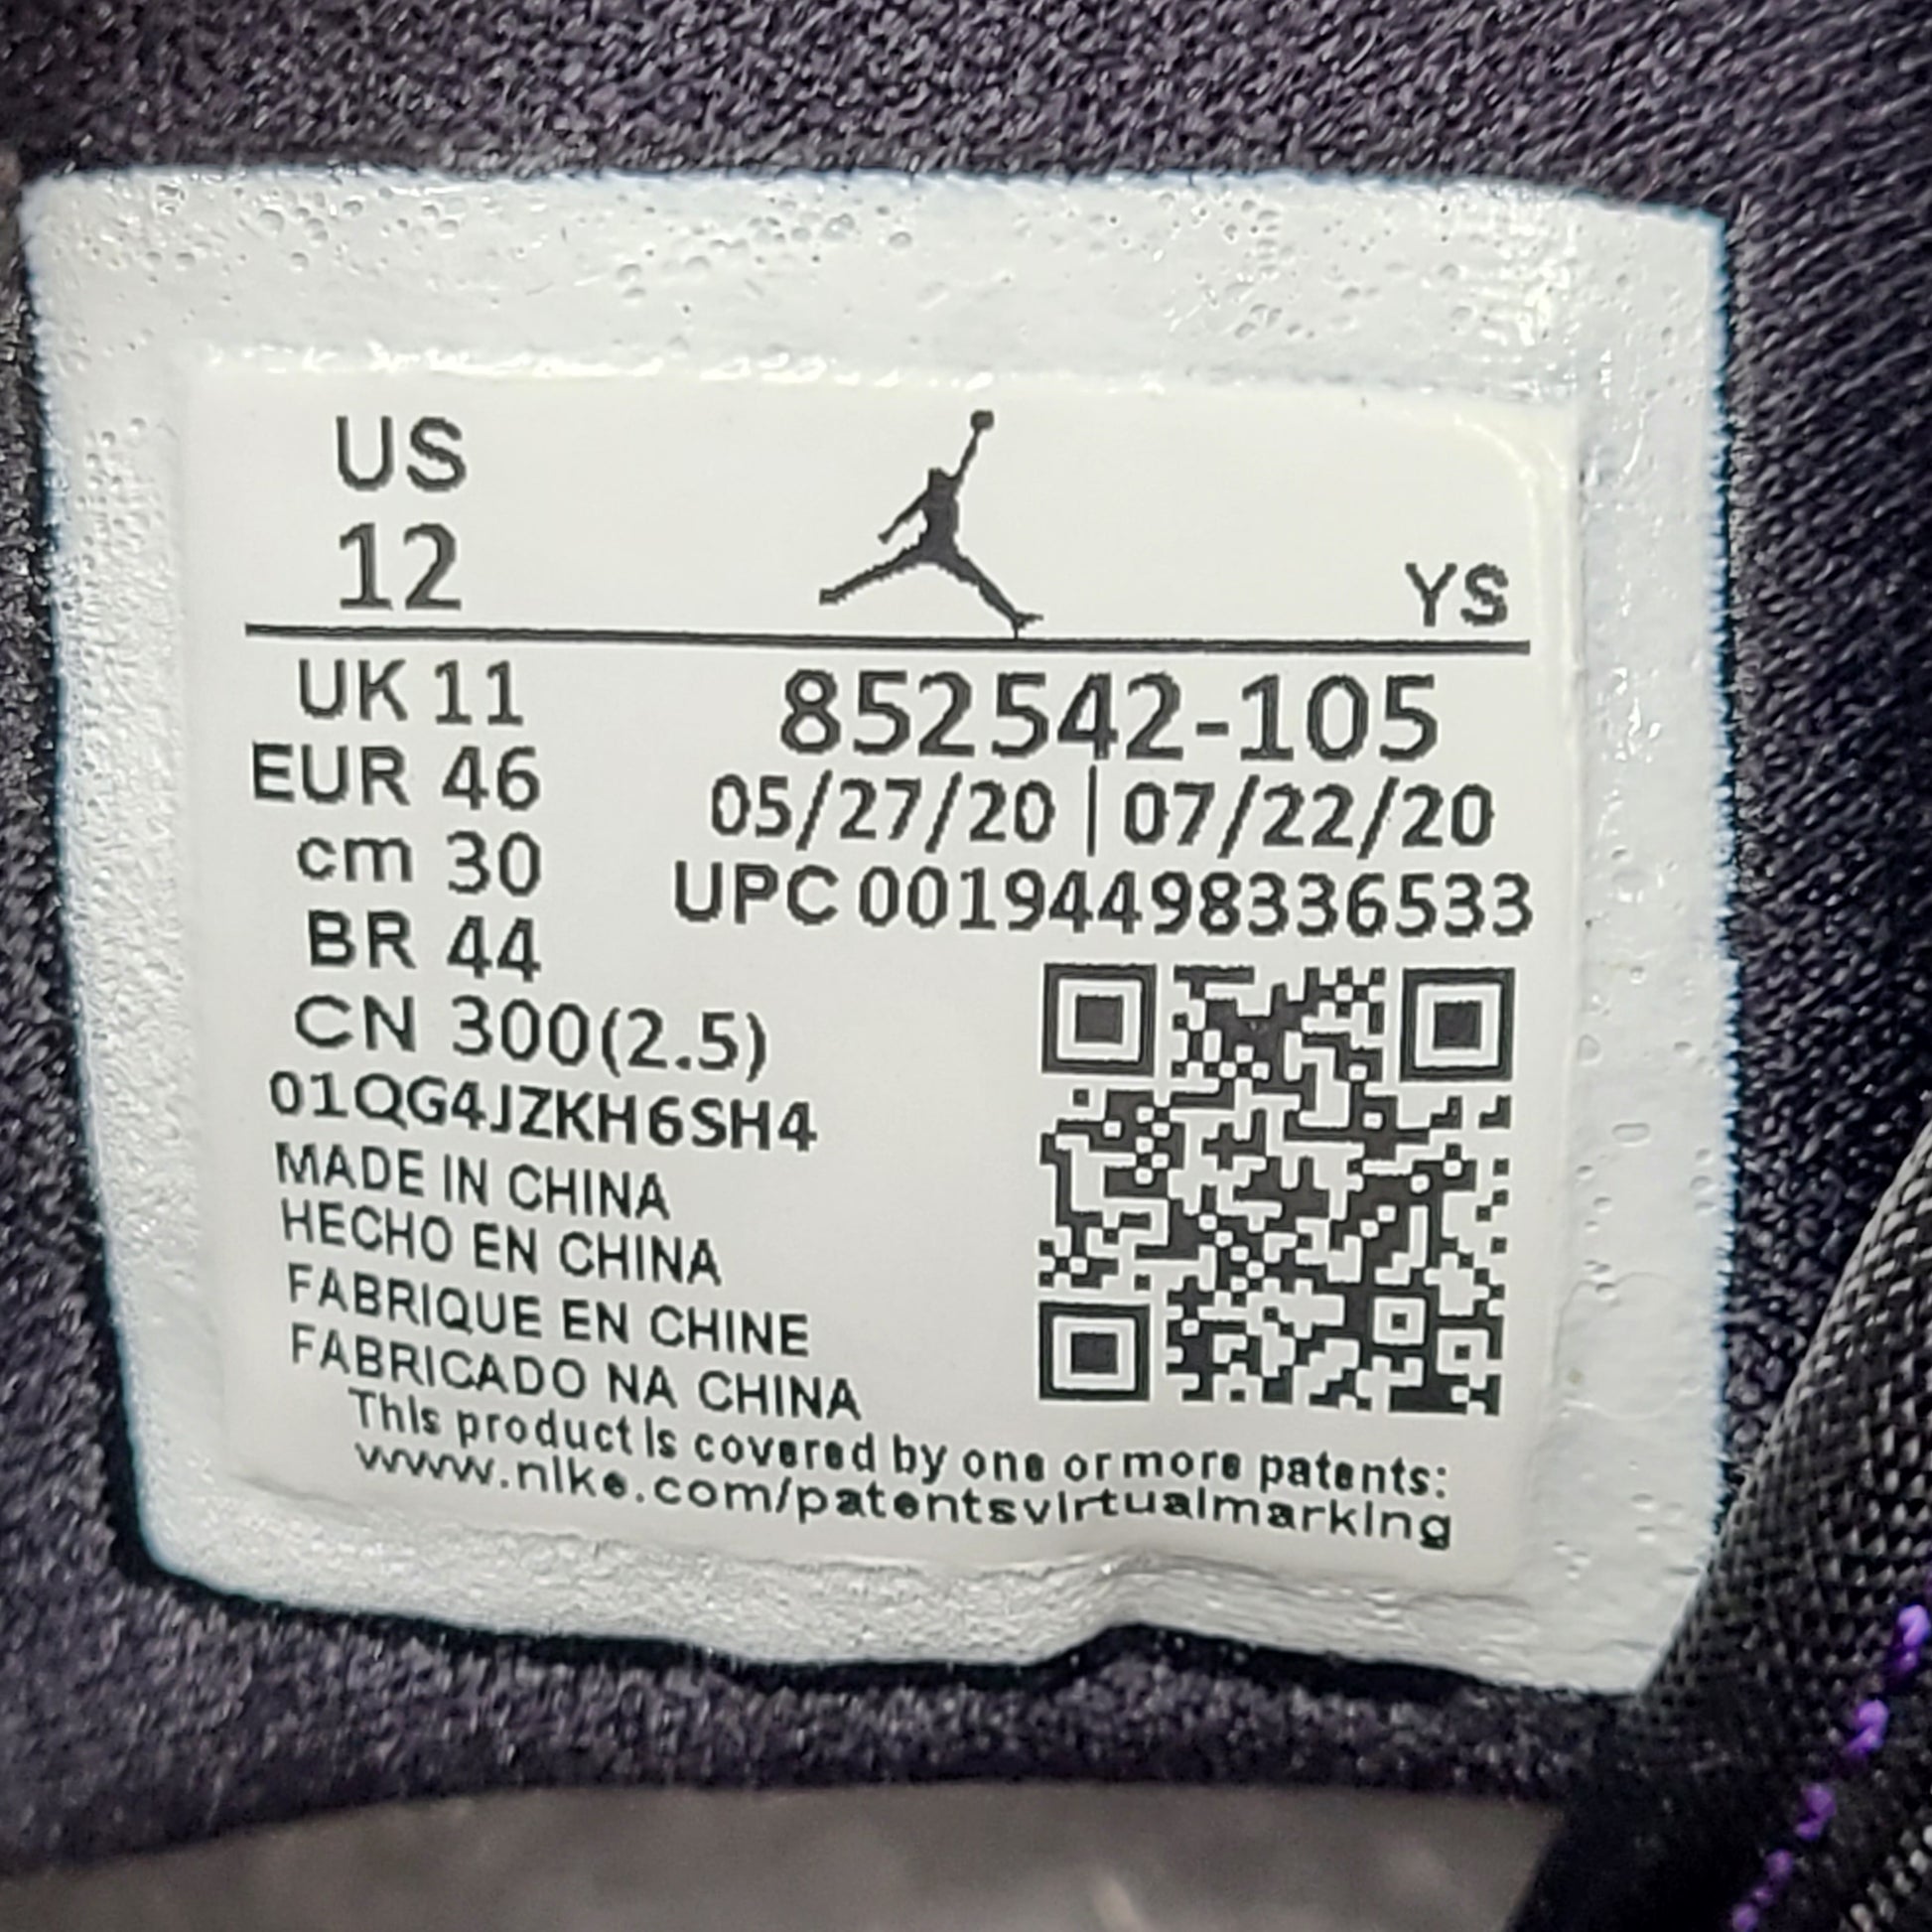 US
12
YS
UK 11
EUR 46
cm 30
BR 44
CN 300(2.5)
852542-105
05/27/20 | 07/22/20
UPC 00194498336533
01QG4JZKH6SH4
MADE IN CHINA
HECHO EN CHINA
FABRIQUE EN CHINE
FABRICADO NA CHINA
This product is covered by one or more patents:
www.nike.com/patentsvirtualmarking